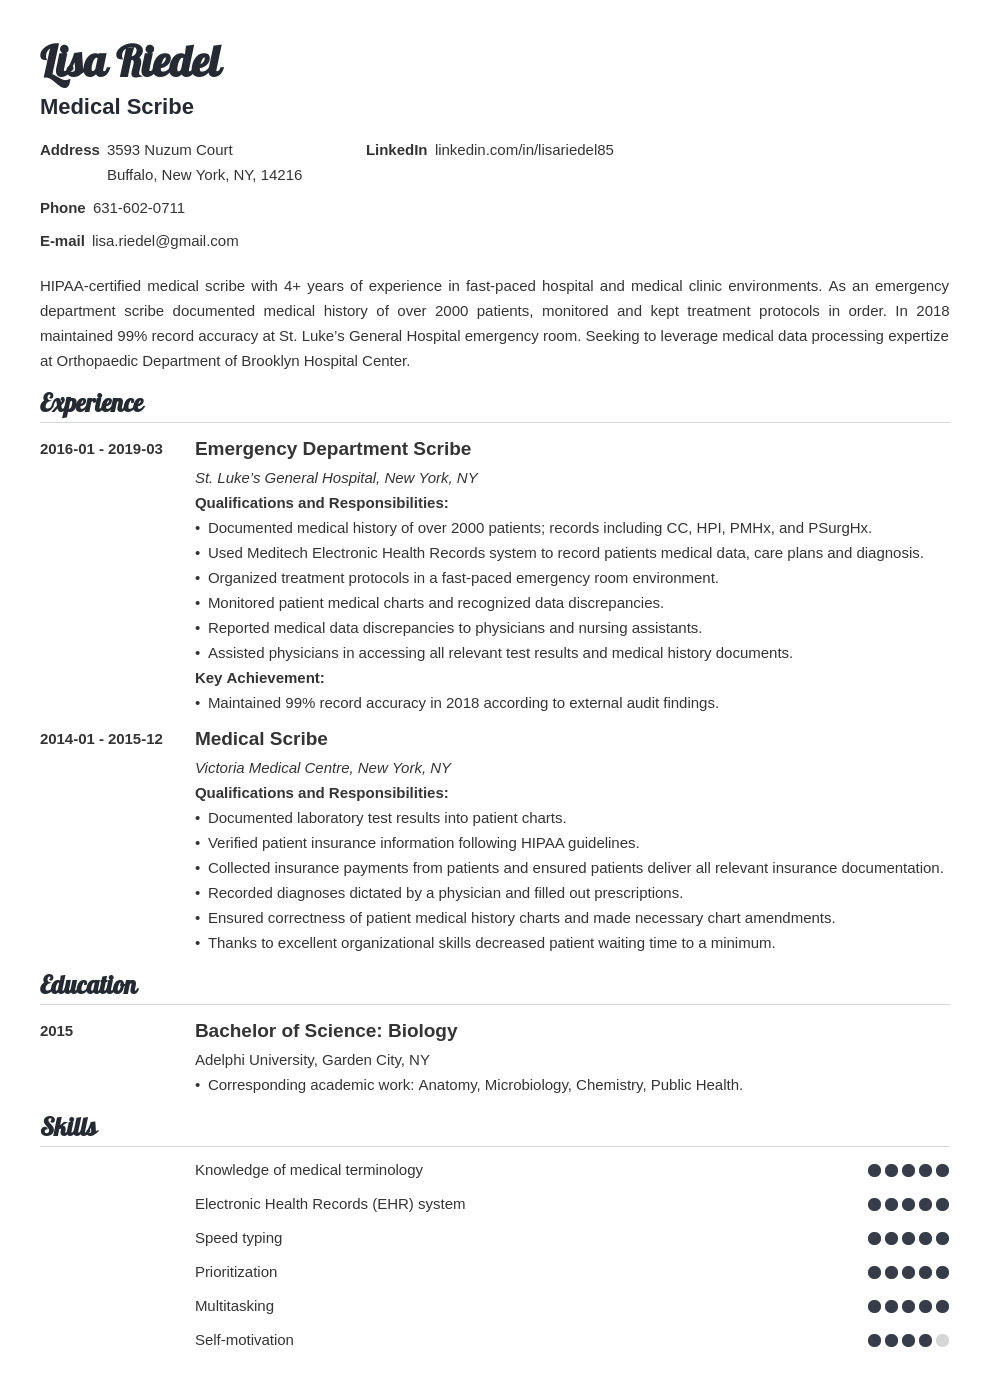 Lisa Riedel
Medical Scribe
Address 3593 Nuzum Court
Buffalo, New York, NY, 14216
Phone 631-602-0711
E-mail lisa.riedel@gmail.com
LinkedIn linkedin.com/in/lisariedel85
HIPAA-certified medical scribe with 4+ years of experience in fast-paced hospital and medical clinic environments. As an emergency
department scribe documented medical history of over 2000 patients, monitored and kept treatment protocols in order. In 2018
maintained 99% record accuracy at St. Luke’s General Hospital emergency room. Seeking to leverage medical data processing expertize
at Orthopaedic Department of Brooklyn Hospital Center.
Experience
2016-01 - 2019-03 Emergency Department Scribe
St. Luke’s General Hospital, New York, NY
Qualifications and Responsibilities:
• Documented medical history of over 2000 patients; records including CC, HPI, PMHx, and PSurgHx.
• Used Meditech Electronic Health Records system to record patients medical data, care plans and diagnosis.
• Organized treatment protocols in a fast-paced emergency room environment.
• Monitored patient medical charts and recognized data discrepancies.
• Reported medical data discrepancies to physicians and nursing assistants.
• Assisted physicians in accessing all relevant test results and medical history documents.
Key Achievement:
• Maintained 99% record accuracy in 2018 according to external audit findings.
2014-01 - 2015-12 Medical Scribe
Victoria Medical Centre, New York, NY
Qualifications and Responsibilities:
• Documented laboratory test results into patient charts.
• Verified patient insurance information following HIPAA guidelines.
• Collected insurance payments from patients and ensured patients deliver all relevant insurance documentation.
• Recorded diagnoses dictated by a physician and filled out prescriptions.
• Ensured correctness of patient medical history charts and made necessary chart amendments.
• Thanks to excellent organizational skills decreased patient waiting time to a minimum.
Education
2015 Bachelor of Science: Biology
Adelphi University, Garden City, NY
• Corresponding academic work: Anatomy, Microbiology, Chemistry, Public Health.
Skills
Knowledge of medical terminology
Electronic Health Records (EHR) system
Speed typing
Prioritization
Multitasking
Self-motivation